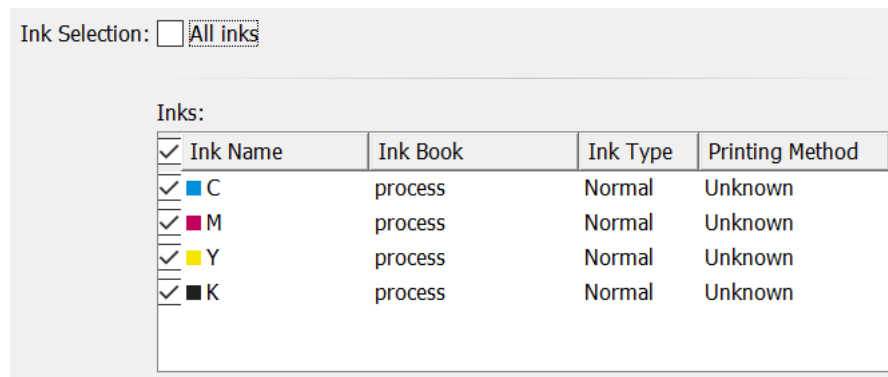 Ink Selection: All inks
Inks:
Ink Name Ink Book Ink Type Printing Method
C process Normal Unknown
M process Normal Unknown
Y process Normal Unknown
K process Normal Unknown